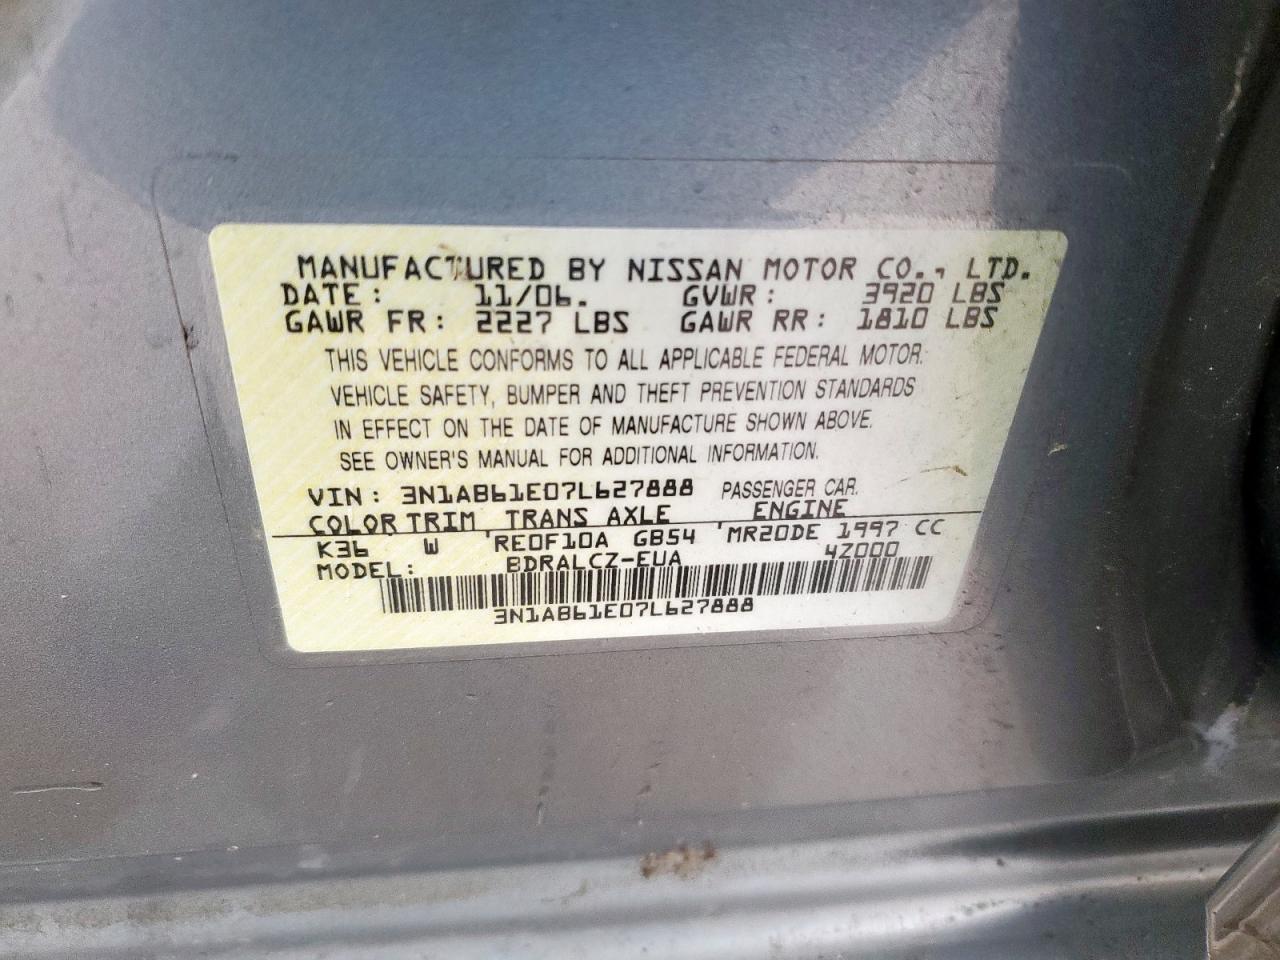 MANUFACTURED BY NISSAN MOTOR CO., LTD.
DATE: 11/06. GVWR: 3920 LBS
GAWR FR: 2227 LBS GAWR RR: 1810 LBS
THIS VEHICLE CONFORMS TO ALL APPLICABLE FEDERAL MOTOR
VEHICLE SAFETY, BUMPER AND THEFT PREVENTION STANDARDS
IN EFFECT ON THE DATE OF MANUFACTURE SHOWN ABOVE.
SEE OWNER'S MANUAL FOR ADDITIONAL INFORMATION.
VIN: 3N1AB61E07L627888 PASSENGER CAR.
COLOR TRIM TRANS AXLE ENGINE
K36 W RE0F10A GB54 MR20DE 1997 CC
MODEL: BDRALCZ-EUA 4Z000
3N1AB61E07L627888